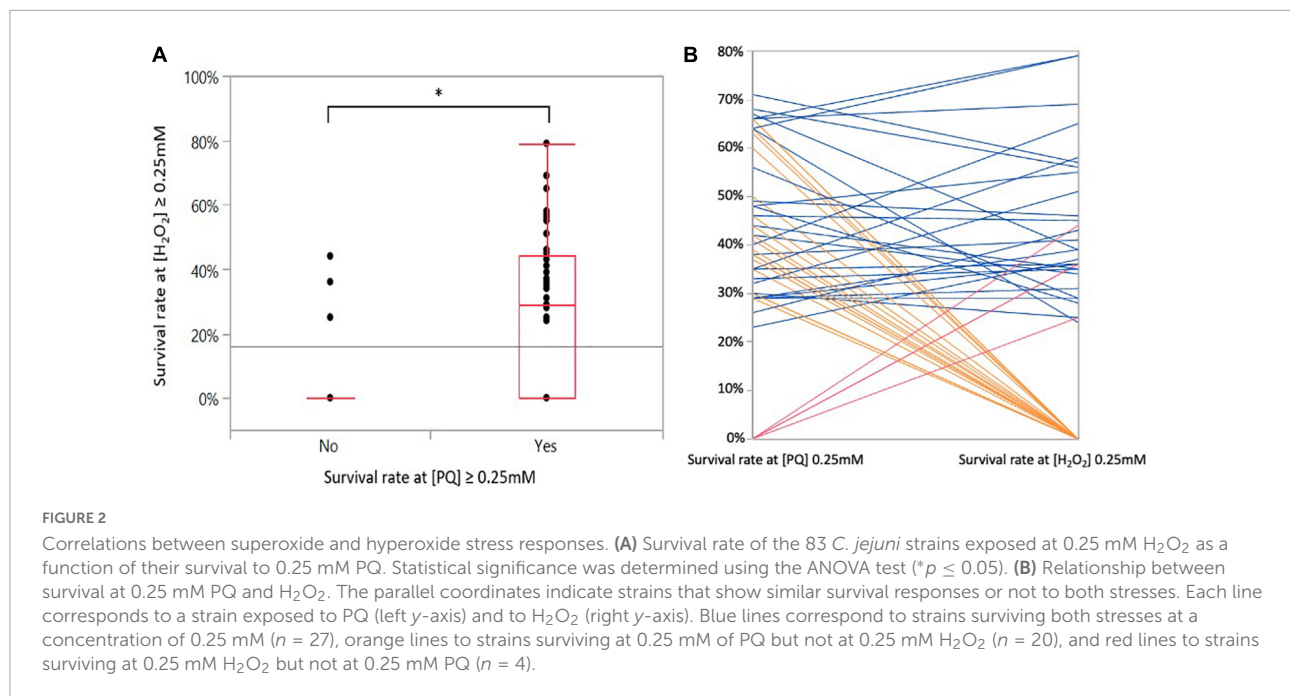 A
100%
80%
60%
40%
20%
0%
Survival rate at [H₂O₂] ≥ 0.25mM
*
No
Yes
Survival rate at [PQ] ≥ 0.25mM
B
80%
70%
60%
50%
40%
30%
20%
10%
0%
Survival rate at [PQ] 0.25mM
Survival rate at [H₂O₂] 0.25mM
FIGURE 2
Correlations between superoxide and hyperoxide stress responses. (A) Survival rate of the 83 C. jejuni strains exposed at 0.25 mM H₂O₂ as a
function of their survival to 0.25 mM PQ. Statistical significance was determined using the ANOVA test (*p ≤ 0.05). (B) Relationship between
survival at 0.25 mM PQ and H₂O₂. The parallel coordinates indicate strains that show similar survival responses or not to both stresses. Each line
corresponds to a strain exposed to PQ (left y-axis) and to H₂O₂ (right y-axis). Blue lines correspond to strains surviving both stresses at a
concentration of 0.25 mM (n = 27), orange lines to strains surviving at 0.25 mM of PQ but not at 0.25 mM H₂O₂ (n = 20), and red lines to strains
surviving at 0.25 mM H₂O₂ but not at 0.25 mM PQ (n = 4).